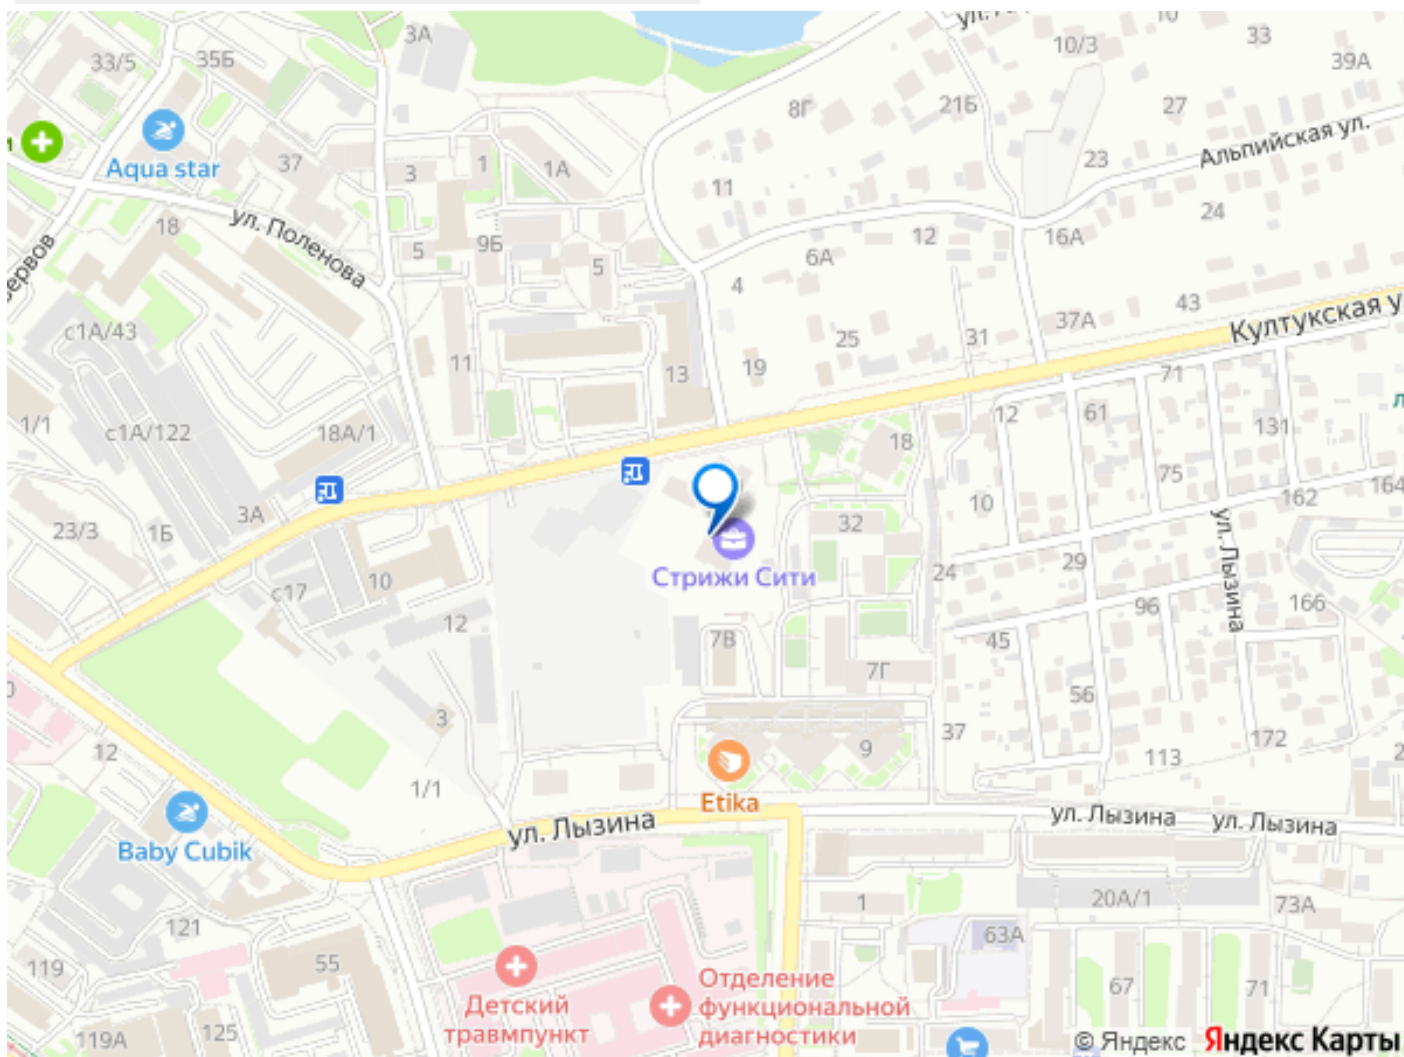 3А
10
10/3
33
39А
33/5
35Б
8Г
21Б
27
Альпийская ул.
Aqua star
37
3
1
1А
11
23
24
18
ул. Поленова
5
9Б
5
6А
12
16А
4
43
с1А/43
25
31
37А
Култукская у
11
13
19
71
1/1
с1А/122
18А/1
12
61
131
18
75
162
164
23/3
1Б
3А
10
32
ул. Лызина
Стрижи Сити
24
29
с17
10
96
166
12
7В
45
7Г
56
3
37
9
113
172
12
1/1
Etika
ул. Лызина
ул. Лызина
ул. Лызина
Baby Cubik
121
1
20А/1
73А
63А
119
55
Детский
травмпункт
Отделение
функциональной
диагностики
67
71
119А
125
© Яндекс
Яндекс Карты